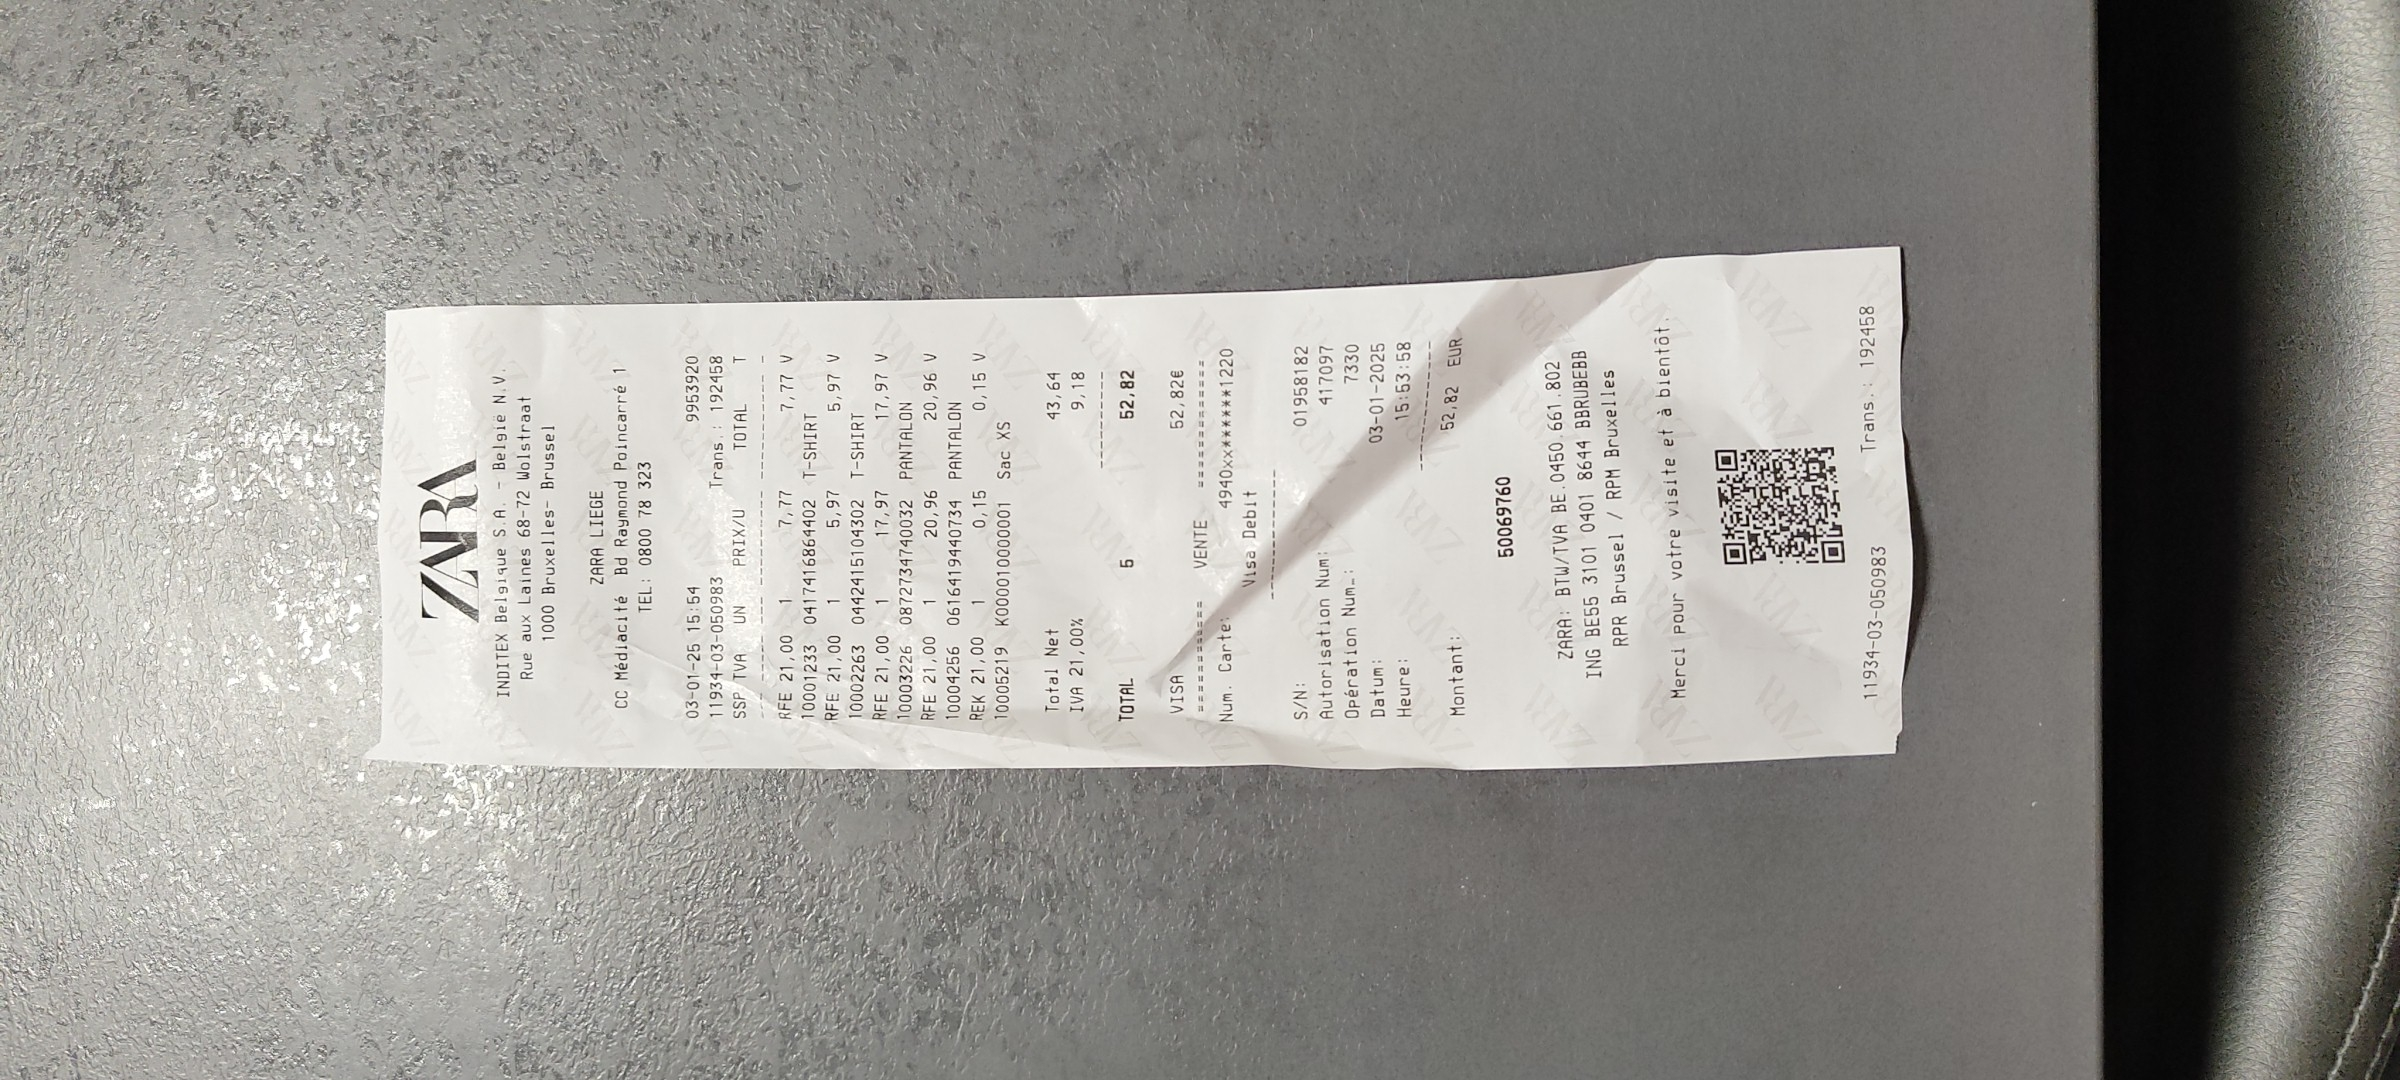 ZARA
INDITEX Belgique S.A. - België N.V.
Rue aux Laines 68-72 Wolstraat
1000 Bruxelles- Brussel
ZARA LIEGE
CC Médiacité Bd Raymond Poincarré 1
TEL: 0800 78 323
03-01-25 15:54 9953920
11934-03-050983 Trans.: 192458
SSP TVA UN PRIX/U TOTAL T
RFE 21,00 1 7,77 7,77 V
10001233 04174168644​02 T-SHIRT
RFE 21,00 1 5,97 5,97 V
10002263 04424151043​02 T-SHIRT
RFE 21,00 1 17,97 17,97 V
10003226 08727347400​32 PANTALON
RFE 21,00 1 20,96 20,96 V
10004256 06164194407​34 PANTALON
REK 21,00 1 0,15 0,15 V
10005219 K000010000001 Sac XS
Total Net 43,64
IVA 21,00% 9,18
----------
TOTAL 5 52,82
VISA 52,82€
=========== VENTE ============
Num. Carte: 4940xx******1220
Visa Debit
---------------
S/N: 01958182
Autorisation Num: 417097
Opération Num.: 7330
Datum: 03-01-2025
Heure: 15:53:58
---------------
Montant: 52,82 EUR
50069760
ZARA: BTW/TVA BE.0450.661.802
ING BE55 3101 0401 8644 BBRUBEBB
RPR Brussel / RPM Bruxelles
Merci pour votre visite et à bientôt.
11934-03-050983 Trans.: 192458